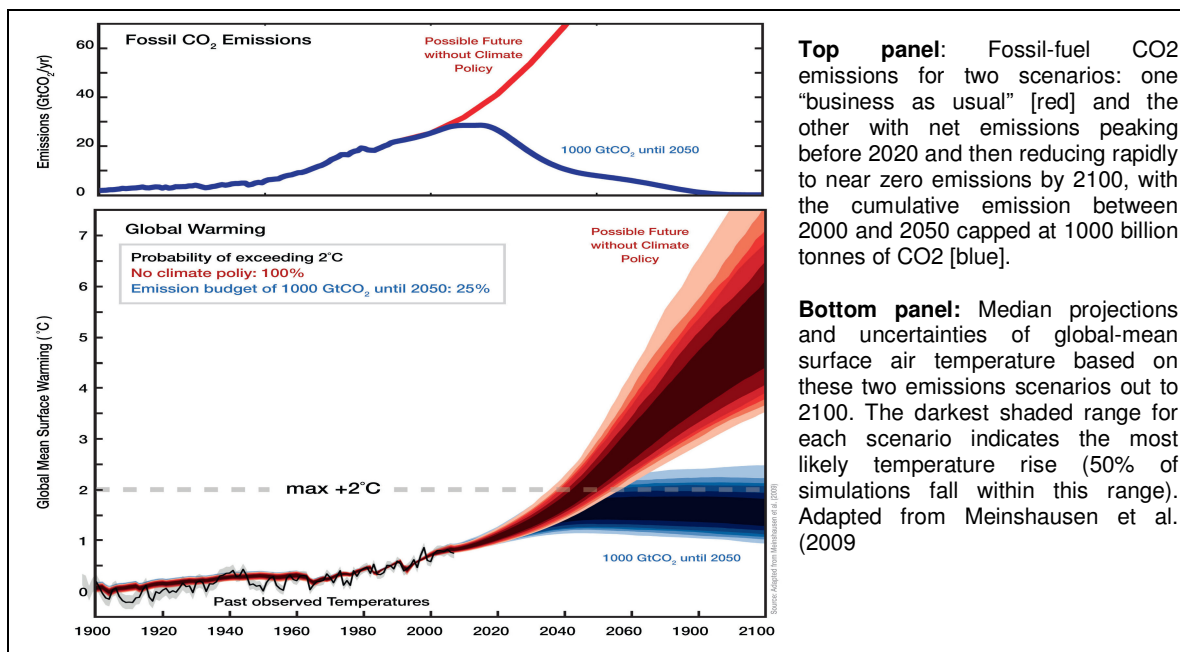 Fossil CO2 Emissions
Possible Future
without Climate
Policy
1000 GtCO2 until 2050
Emissions (GtCO2/yr)
60
40
20
0
Global Warming
Probability of exceeding 2°C
No climate poliy: 100%
Emission budget of 1000 GtCO2 until 2050: 25%
Possible Future
without Climate
Policy
max +2°C
1000 GtCO2 until 2050
Past observed Temperatures
Global Mean Surface Warming (°C)
7
6
5
4
3
2
1
0
1900 1920 1940 1960 1980 2000 2020 2040 2060 1900 2100
Source: Adapted from Meinshausen et al. (2009)
Top panel: Fossil-fuel CO2
emissions for two scenarios: one
“business as usual” [red] and the
other with net emissions peaking
before 2020 and then reducing rapidly
to near zero emissions by 2100, with
the cumulative emission between
2000 and 2050 capped at 1000 billion
tonnes of CO2 [blue].
Bottom panel: Median projections
and uncertainties of global-mean
surface air temperature based on
these two emissions scenarios out to
2100. The darkest shaded range for
each scenario indicates the most
likely temperature rise (50% of
simulations fall within this range).
Adapted from Meinshausen et al.
(2009